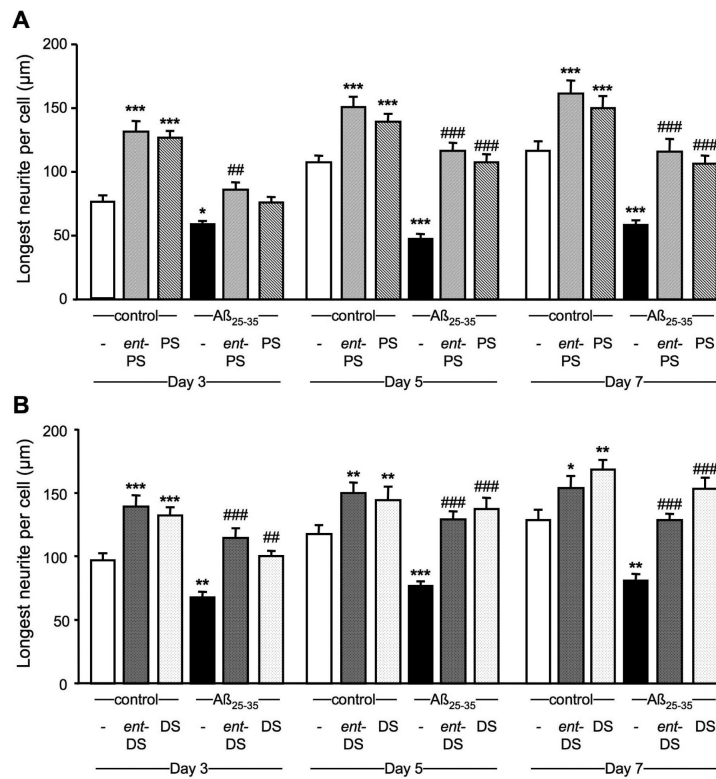 A
Longest neurite per cell (µm)
200
150
100
50
0
*** *** * ## *** *** *** ### ### *** *** *** ### ###
control Aß25-35 control Aß25-35 control Aß25-35
- ent-PS PS - ent-PS PS - ent-PS PS - ent-PS PS - ent-PS PS - ent-PS PS
Day 3 Day 5 Day 7
B
Longest neurite per cell (µm)
200
150
100
50
0
*** *** ** ### ## ** ** *** ### ### * ** ** ### ###
control Aß25-35 control Aß25-35 control Aß25-35
- ent-DS DS - ent-DS DS - ent-DS DS - ent-DS DS - ent-DS DS - ent-DS DS
Day 3 Day 5 Day 7